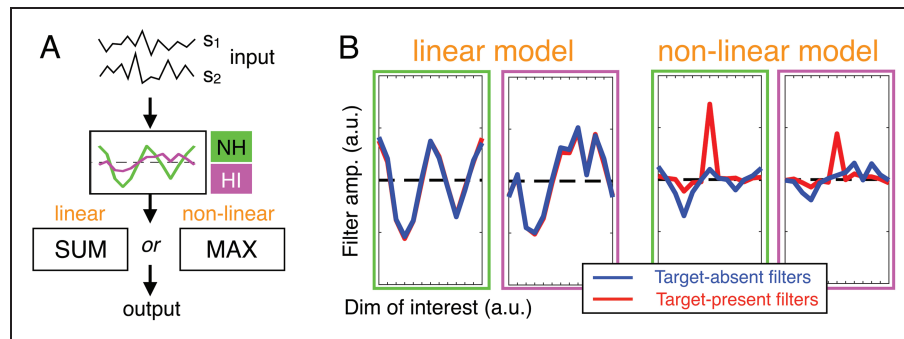 A
S1
S2
input
NH
HI
linear
non-linear
SUM
or
MAX
output
B
linear model
non-linear model
Filter amp. (a.u.)
Dim of interest (a.u.)
Target-absent filters
Target-present filters